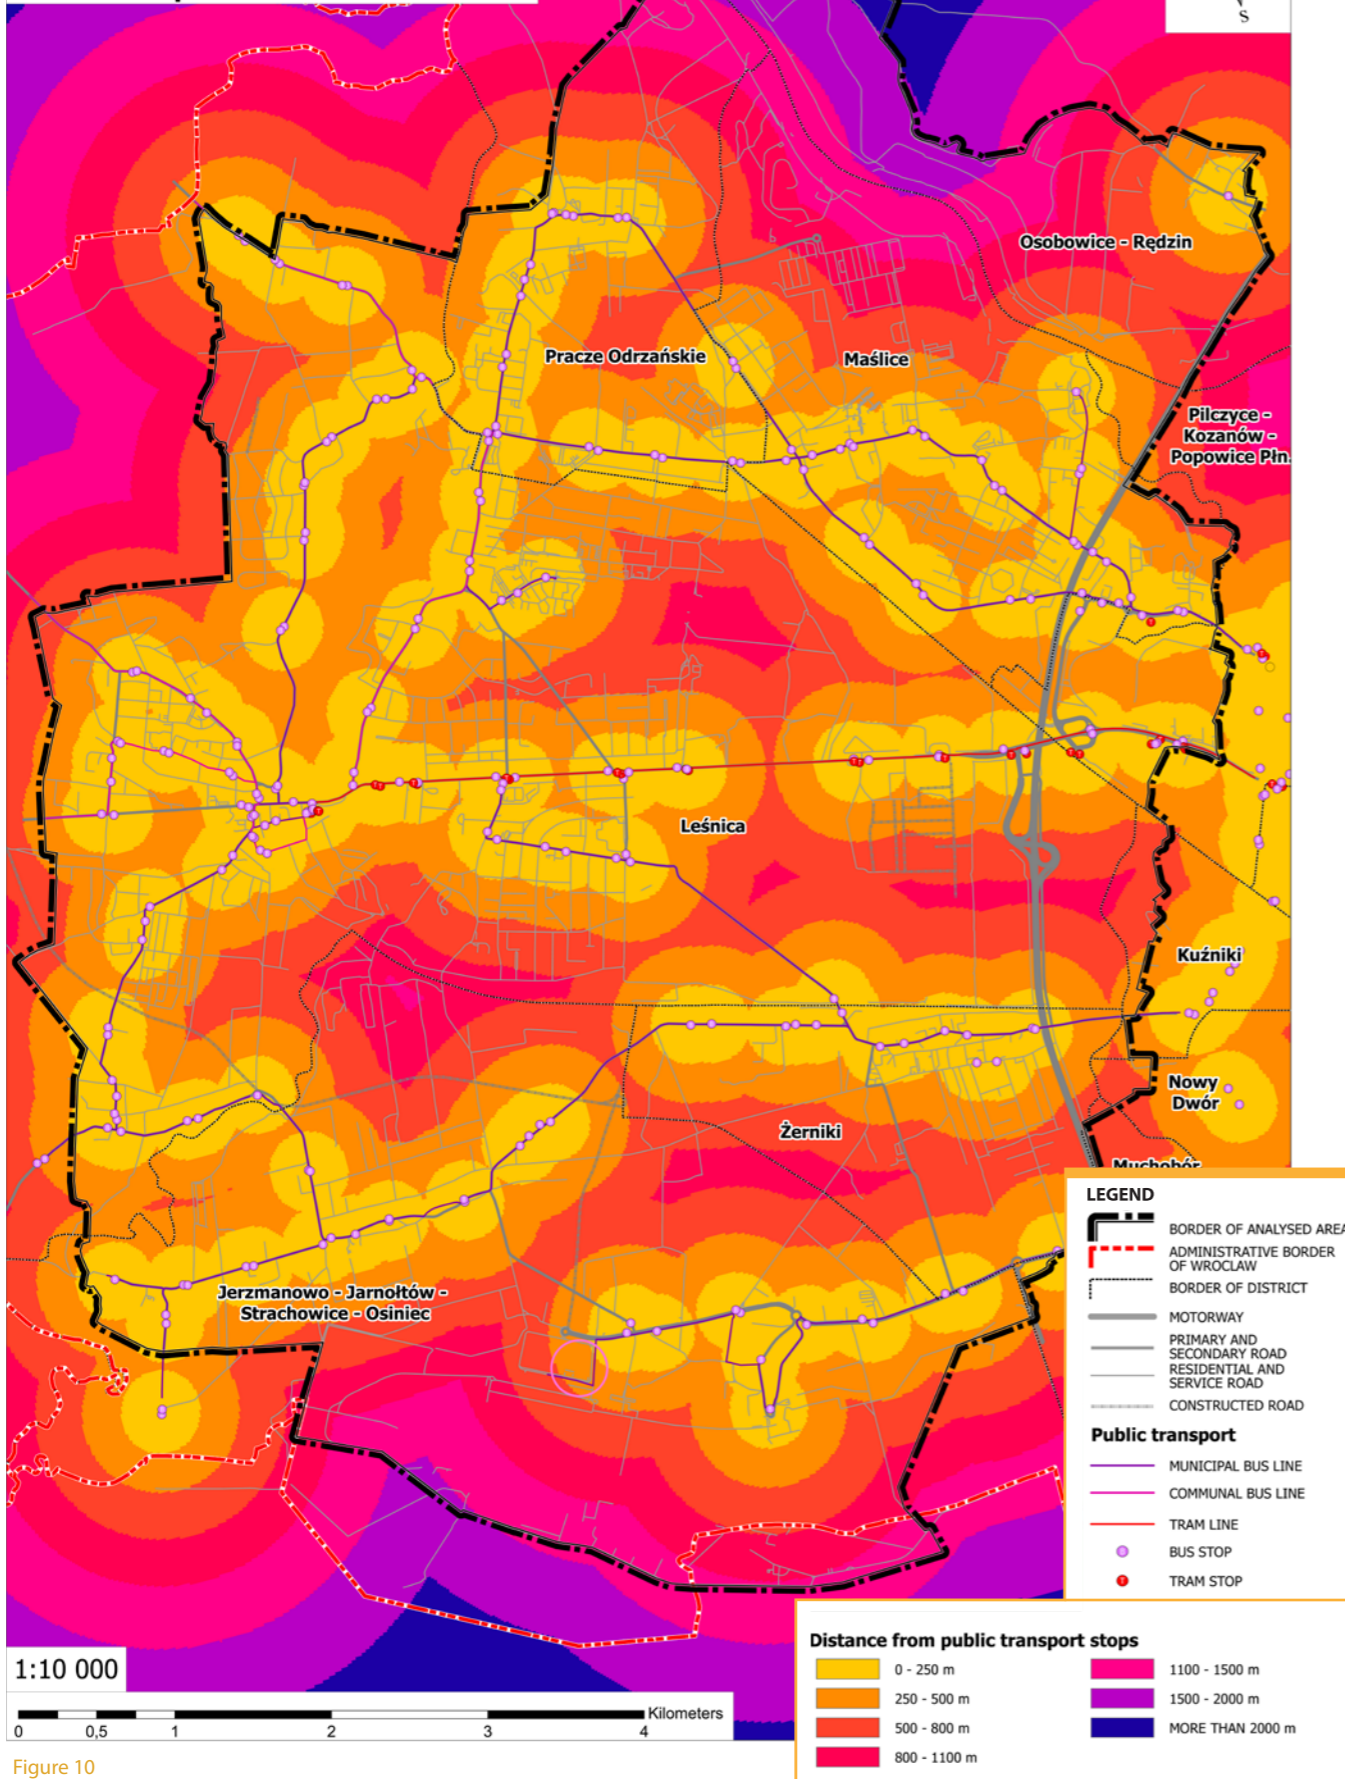 S
Osobowice - Rędzin
Pracze Odrzańskie
Maślice
Pilczyce -
Kozanów -
Popowice Płn.
Leśnica
Kuźniki
Nowy
Dwór
Żerniki
Muchobór
Jerzmanowo - Jarnołtów -
Strachowice - Osiniec
LEGEND
BORDER OF ANALYSED AREA
ADMINISTRATIVE BORDER
OF WROCLAW
BORDER OF DISTRICT
MOTORWAY
PRIMARY AND
SECONDARY ROAD
RESIDENTIAL AND
SERVICE ROAD
CONSTRUCTED ROAD
Public transport
MUNICIPAL BUS LINE
COMMUNAL BUS LINE
TRAM LINE
BUS STOP
T TRAM STOP
Distance from public transport stops
0 - 250 m
250 - 500 m
500 - 800 m
800 - 1100 m
1100 - 1500 m
1500 - 2000 m
MORE THAN 2000 m
1:10 000
Kilometers
0 0,5 1 2 3 4
Figure 10